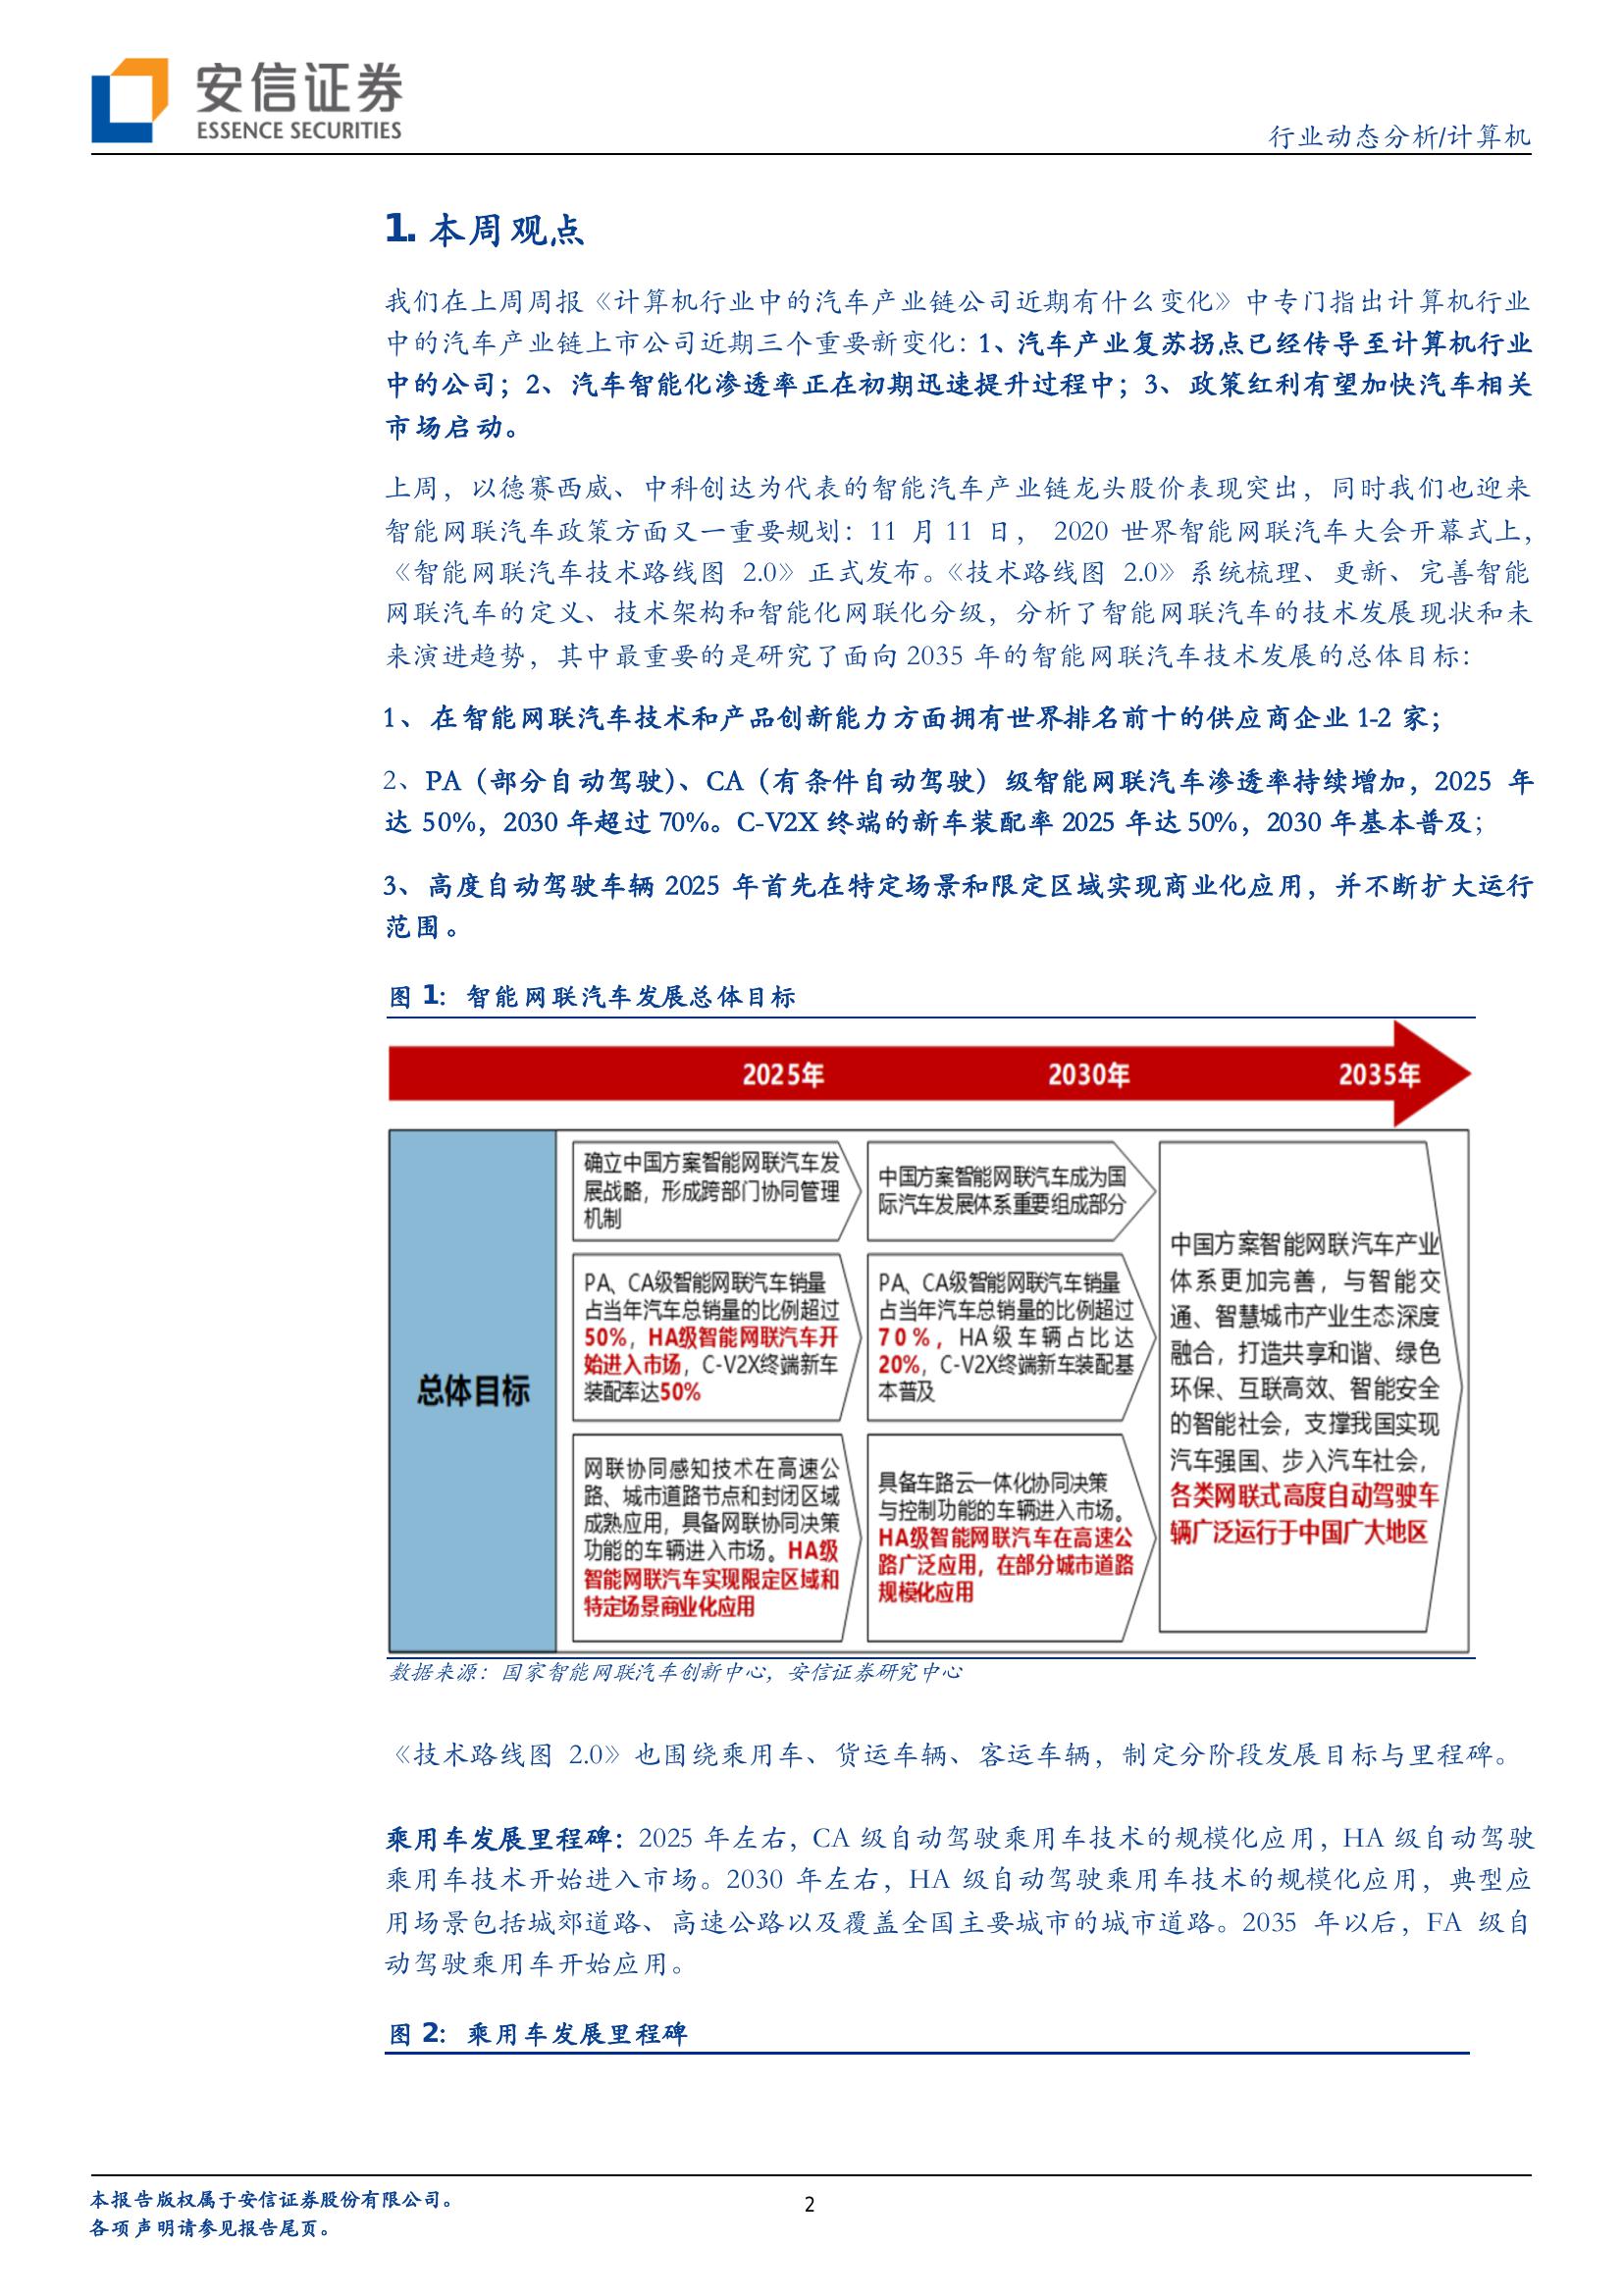 安信证券
ESSENCE SECURITIES
行业动态分析/计算机
1. 本周观点
我们在上周周报《计算机行业中的汽车产业链公司近期有什么变化》中专门指出计算机行业
中的汽车产业链上市公司近期三个重要新变化：1、汽车产业复苏拐点已经传导至计算机行业
中的公司；2、汽车智能化渗透率正在初期迅速提升过程中；3、政策红利有望加快汽车相关
市场启动。
上周，以德赛西威、中科创达为代表的智能汽车产业链龙头股价表现突出，同时我们也迎来
智能网联汽车政策方面又一重要规划：11 月 11 日， 2020 世界智能网联汽车大会开幕式上，
《智能网联汽车技术路线图 2.0》正式发布。《技术路线图 2.0》系统梳理、更新、完善智能
网联汽车的定义、技术架构和智能化网联化分级，分析了智能网联汽车的技术发展现状和未
来演进趋势，其中最重要的是研究了面向 2035 年的智能网联汽车技术发展的总体目标：
1、在智能网联汽车技术和产品创新能力方面拥有世界排名前十的供应商企业 1-2 家；
2、PA（部分自动驾驶）、CA（有条件自动驾驶）级智能网联汽车渗透率持续增加，2025 年
达 50%，2030 年超过 70%。C-V2X 终端的新车装配率 2025 年达 50%，2030 年基本普及；
3、高度自动驾驶车辆 2025 年首先在特定场景和限定区域实现商业化应用，并不断扩大运行
范围。
图 1：智能网联汽车发展总体目标
2025年
2030年
2035年
总体目标
确立中国方案智能网联汽车发
展战略，形成跨部门协同管理
机制
中国方案智能网联汽车成为国
际汽车发展体系重要组成部分
PA、CA级智能网联汽车销量
占当年汽车总销量的比例超过
50%，HA级智能网联汽车开
始进入市场，C-V2X终端新车
装配率达50%
PA、CA级智能网联汽车销量
占当年汽车总销量的比例超过
70%，HA级车辆占比达
20%，C-V2X终端新车装配基
本普及
网联协同感知技术在高速公
路、城市道路节点和封闭区域
成熟应用，具备网联协同决策
功能的车辆进入市场。HA级
智能网联汽车实现限定区域和
特定场景商业化应用
具备车路云一体化协同决策
与控制功能的车辆进入市场。
HA级智能网联汽车在高速公
路广泛应用，在部分城市道路
规模化应用
中国方案智能网联汽车产业
体系更加完善，与智能交
通、智慧城市产业生态深度
融合，打造共享和谐、绿色
环保、互联高效、智能安全
的智能社会，支撑我国实现
汽车强国、步入汽车社会，
各类网联式高度自动驾驶车
辆广泛运行于中国广大地区
数据来源：国家智能网联汽车创新中心，安信证券研究中心
《技术路线图 2.0》也围绕乘用车、货运车辆、客运车辆，制定分阶段发展目标与里程碑。
乘用车发展里程碑：2025 年左右，CA 级自动驾驶乘用车技术的规模化应用，HA 级自动驾驶
乘用车技术开始进入市场。2030 年左右，HA 级自动驾驶乘用车技术的规模化应用，典型应
用场景包括城郊道路、高速公路以及覆盖全国主要城市的城市道路。2035 年以后，FA 级自
动驾驶乘用车开始应用。
图 2：乘用车发展里程碑
本报告版权属于安信证券股份有限公司。
各项声明请参见报告尾页。
2